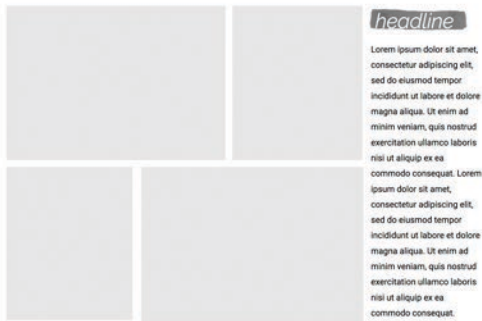 headline
Lorem ipsum dolor sit amet,
consectetur adipiscing elit,
sed do eiusmod tempor
incididunt ut labore et dolore
magna aliqua. Ut enim ad
minim veniam, quis nostrud
exercitation ullamco laboris
nisi ut aliquip ex ea
commodo consequat. Lorem
ipsum dolor sit amet,
consectetur adipiscing elit,
sed do eiusmod tempor
incididunt ut labore et dolore
magna aliqua. Ut enim ad
minim veniam, quis nostrud
exercitation ullamco laboris
nisi ut aliquip ex ea
commodo consequat.